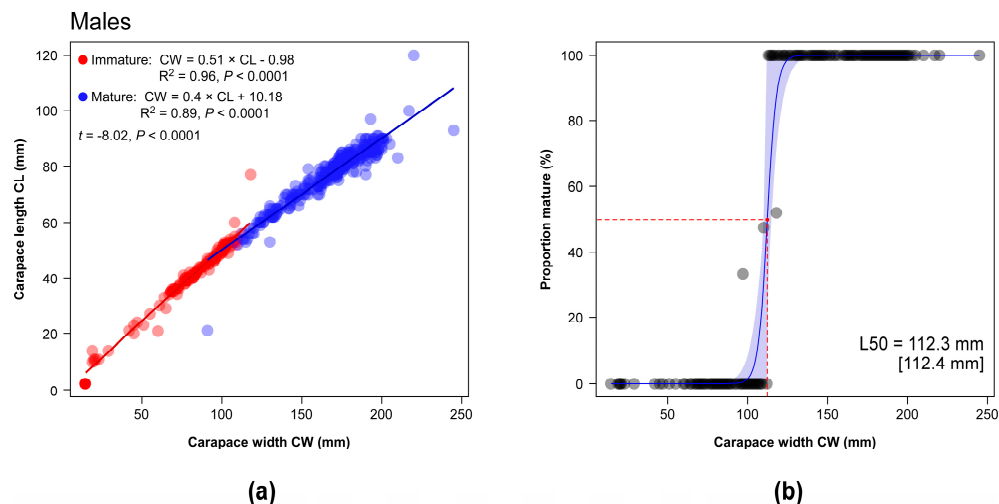 Males
Immature: CW = 0.51 × CL - 0.98
R² = 0.96, P < 0.0001
Mature: CW = 0.4 × CL + 10.18
R² = 0.89, P < 0.0001
t = -8.02, P < 0.0001
Carapace length CL (mm)
120
100
80
60
40
20
0
50
100
150
200
250
Carapace width CW (mm)
(a)
Proportion mature (%)
100
80
60
40
20
0
L50 = 112.3 mm
[112.4 mm]
50
100
150
200
250
Carapace width CW (mm)
(b)